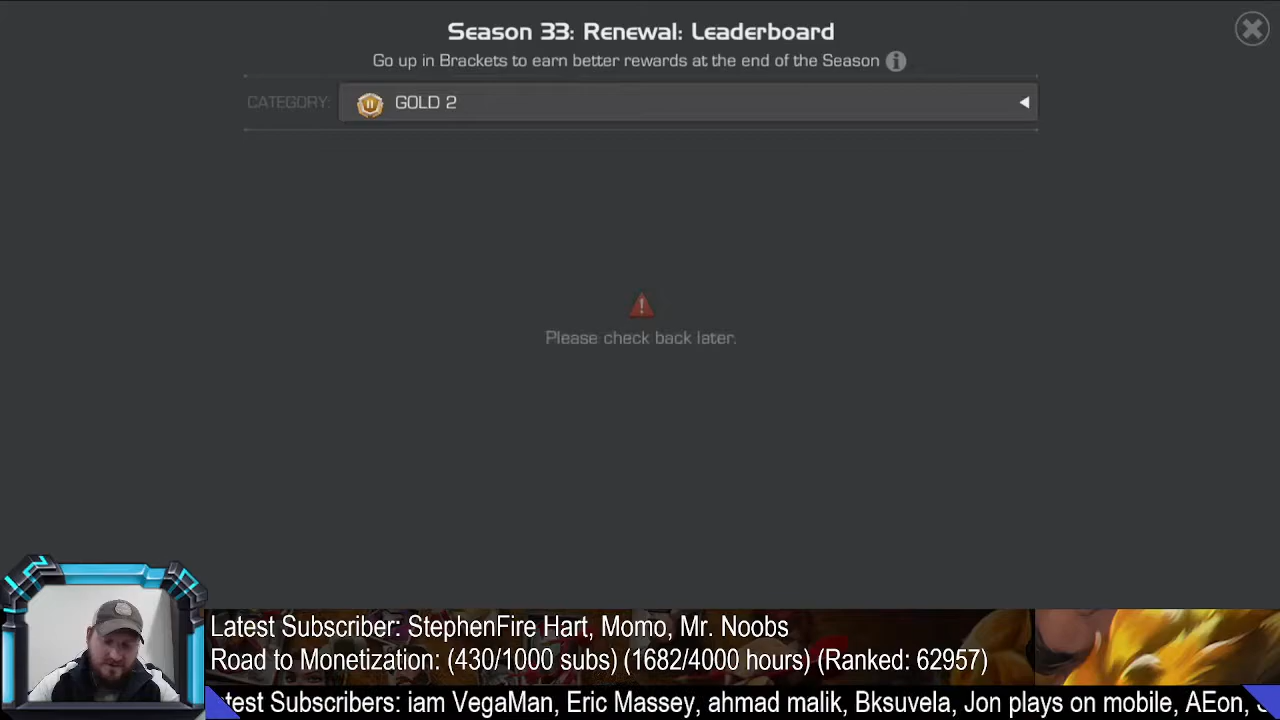 Season 33: Renewal: Leaderboard
Go up in Brackets to earn better rewards at the end of the Season
CATEGORY: GOLD 2
Please check back later.
Latest Subscriber: StephenFire Hart, Momo, Mr. Noobs
Road to Monetization: (430/1000 subs) (1682/4000 hours) (Ranked: 62957)
test Subscribers: iam VegaMan, Eric Massey, ahmad malik, Bksuvela, Jon plays on mobile, AEon,